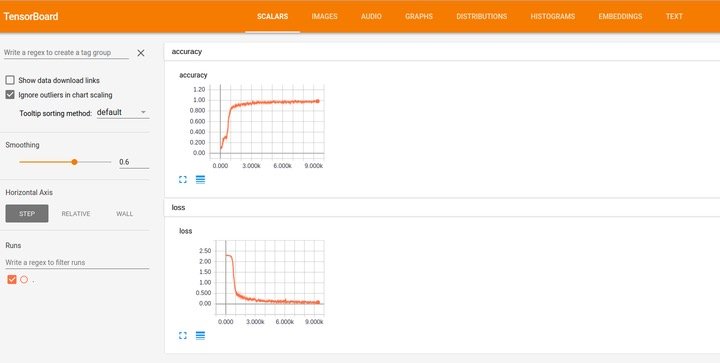 TensorBoard
SCALARS IMAGES AUDIO GRAPHS DISTRIBUTIONS HISTOGRAMS EMBEDDINGS TEXT
Write a regex to create a tag group
Show data download links
Ignore outliers in chart scaling
Tooltip sorting method: default
Smoothing
0.6
Horizontal Axis
STEP RELATIVE WALL
Runs
Write a regex to filter runs
.
accuracy
accuracy
1.20
1.00
0.800
0.600
0.400
0.200
0.00
0.000 3.000k 6.000k 9.000k
loss
loss
2.50
2.00
1.50
1.00
0.500
0.00
0.000 3.000k 6.000k 9.000k